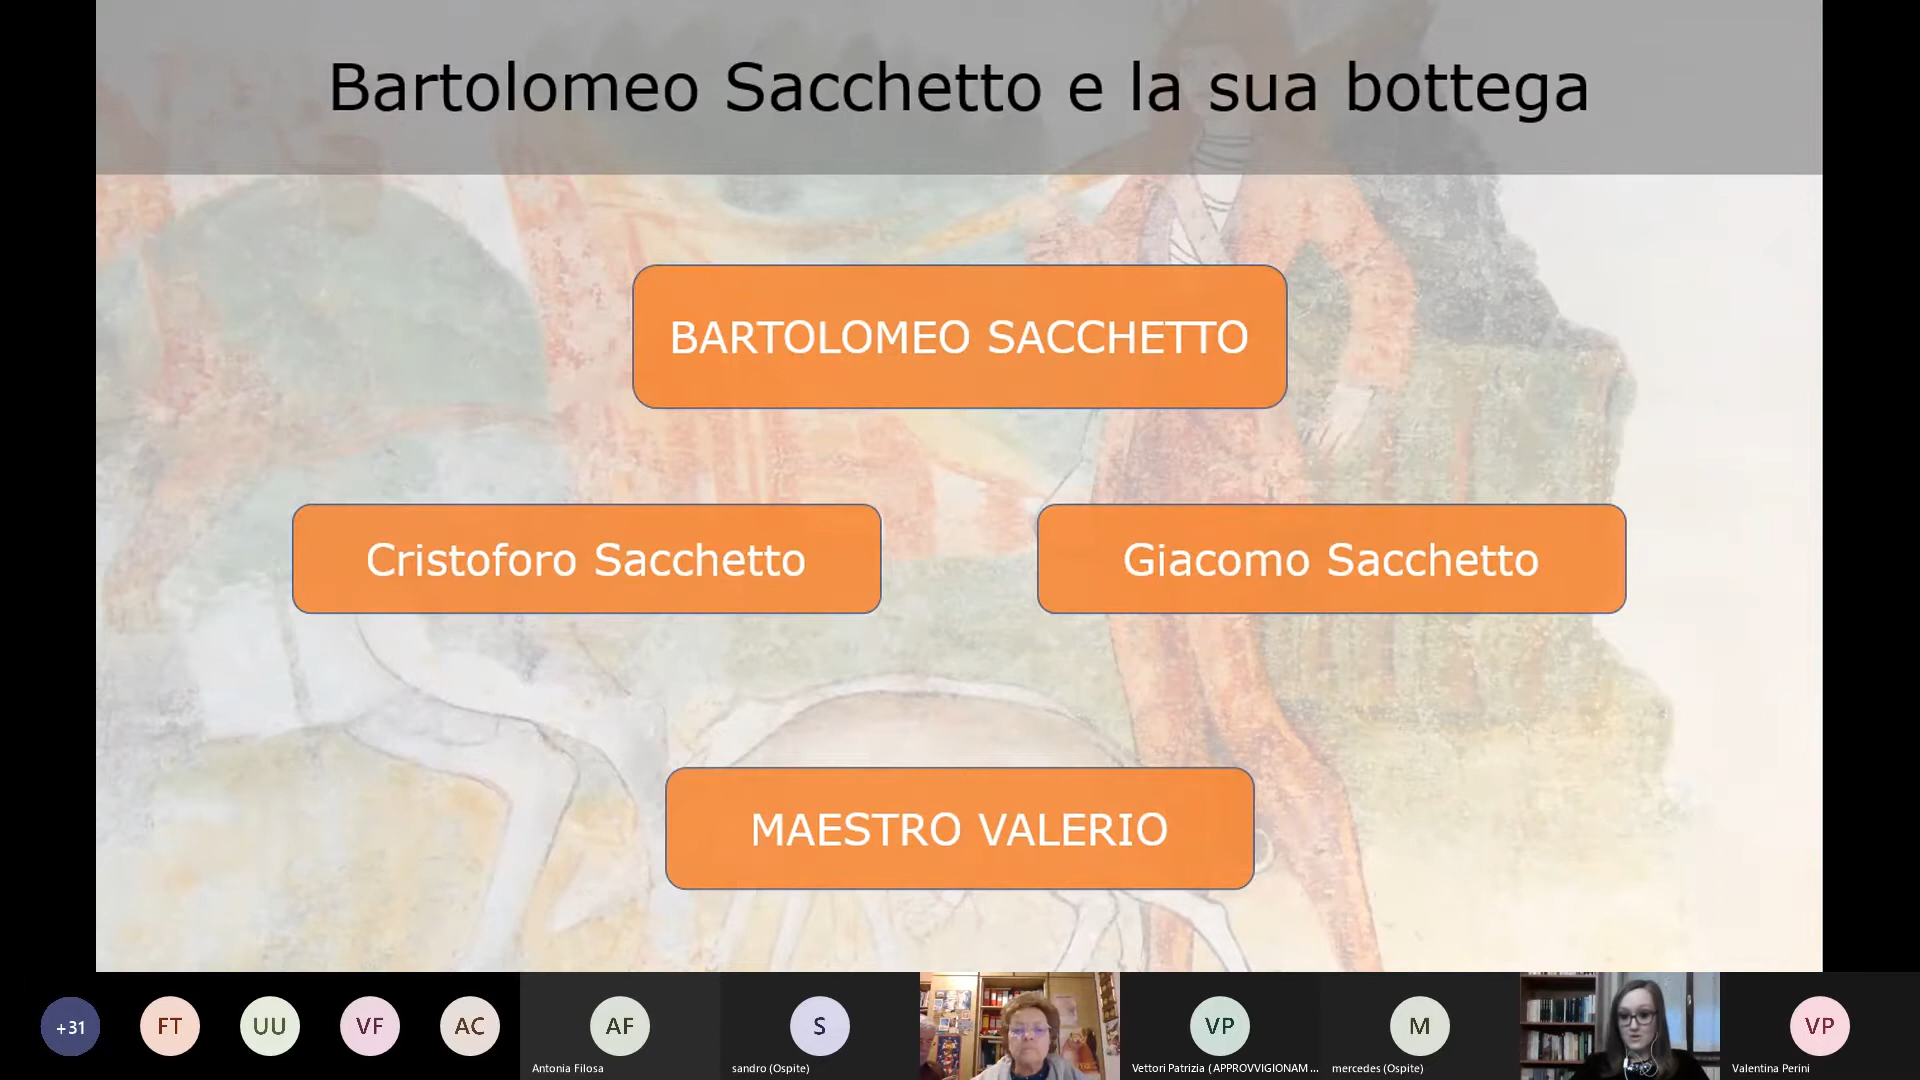 Bartolomeo Sacchetto e la sua bottega
BARTOLOMEO SACCHETTO
Cristoforo Sacchetto
Giacomo Sacchetto
MAESTRO VALERIO
+31
FT
UU
VF
AC
AF
S
VP
M
VP
Antonia Filosa
sandro (Ospite)
Vettori Patrizia ( APPROVVIGIONAM ...
mercedes (Ospite)
Valentina Perini